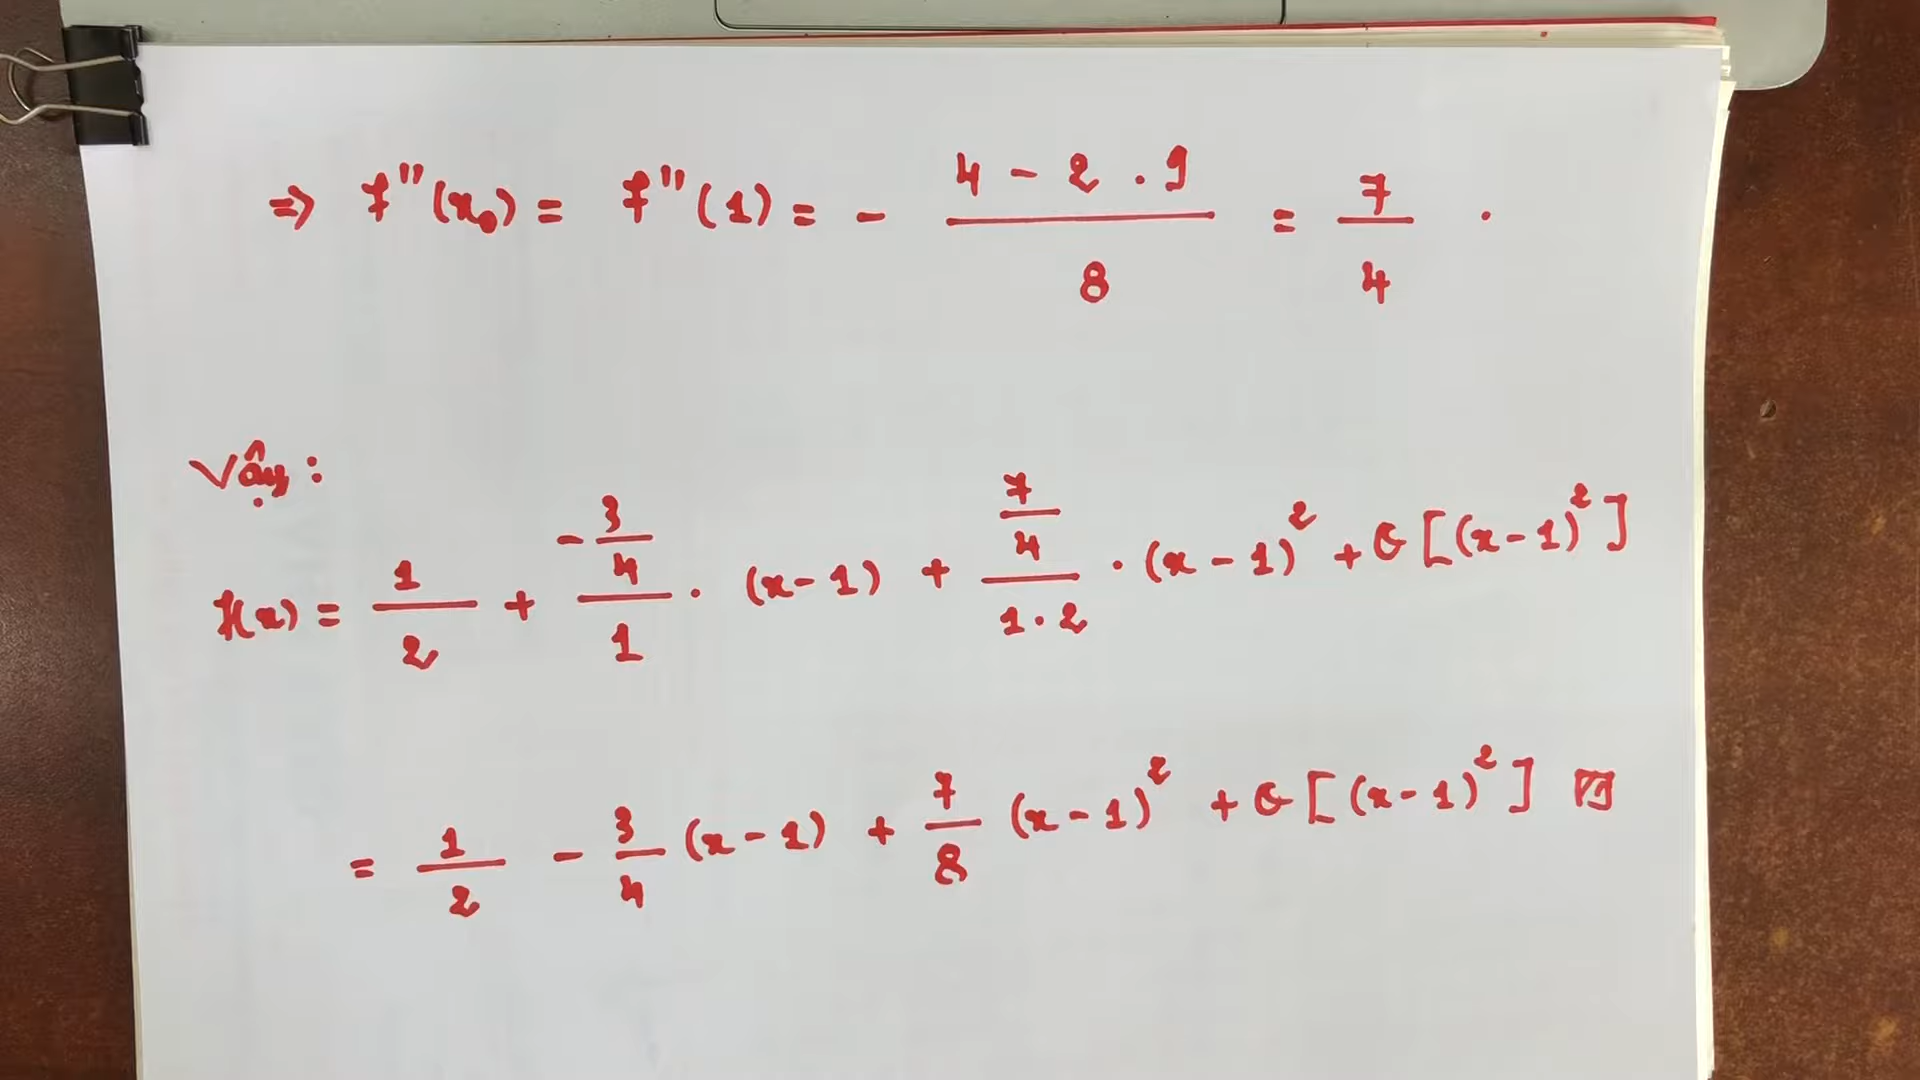 ⇒ f''(x₀) = f''(1) = - (4 - 2 . 9)/8 = 7/4 .
Vậy :
f(x) = 1/2 + (-3/4)/1 . (x - 1) + (7/4)/(1 . 2) . (x - 1)² + O[(x - 1)²]
= 1/2 - 3/4 (x - 1) + 7/8 (x - 1)² + O[(x - 1)²]